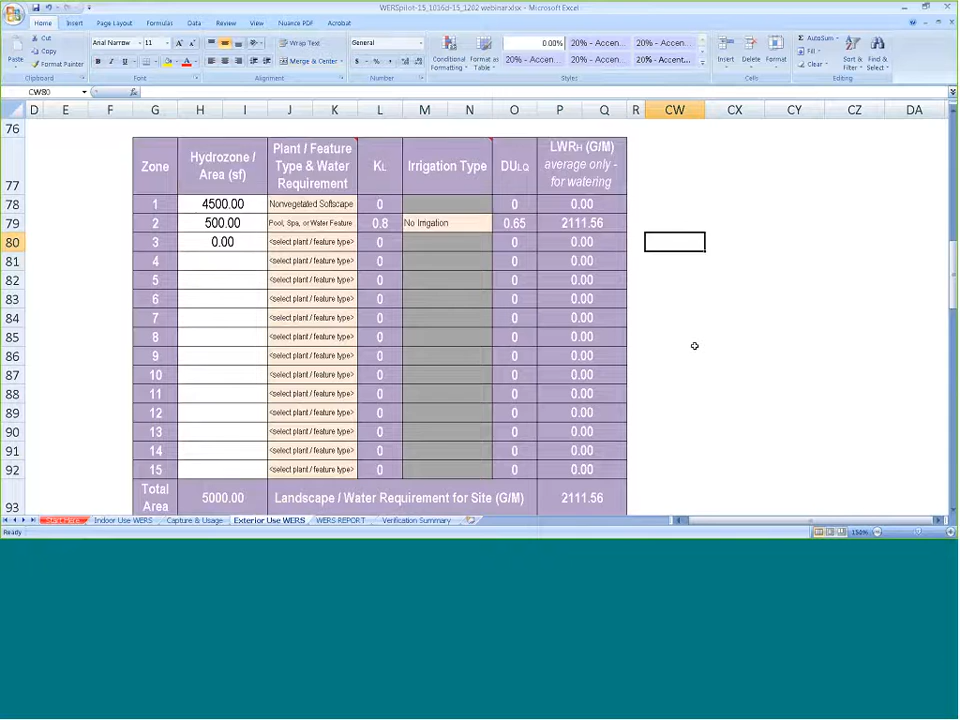 WERSpilot-15_1016d-15_1202 webinar.xlsx - Microsoft Excel
Home Insert Page Layout Formulas Data Review View Nuance PDF Acrobat
Cut
Copy
Format Painter
Paste
Clipboard
Arial Narrow 11
B I U
Font
Wrap Text
Merge & Center
Alignment
General
$ % ,
Number
Conditional Formatting
Format as Table
0.00% 20% - Accen... 20% - Accen...
20% - Accen... 20% - Accen... 20% - Accent...
Styles
Insert Delete Format
Cells
AutoSum
Fill
Clear
Sort & Filter
Find & Select
Editing
CW80 fx
D E F G H I J K L M N O P Q R CW CX CY CZ DA
76
77 Zone Hydrozone / Area (sf) Plant / Feature Type & Water Requirement KL Irrigation Type DULQ LWRH (G/M) average only - for watering
78 1 4500.00 Nonvegetated Softscape 0 0 0.00
79 2 500.00 Pool, Spa, or Water Feature 0.8 No Irrigation 0.65 2111.56
80 3 0.00 <select plant / feature type> 0 0 0.00
81 4 <select plant / feature type> 0 0 0.00
82 5 <select plant / feature type> 0 0 0.00
83 6 <select plant / feature type> 0 0 0.00
84 7 <select plant / feature type> 0 0 0.00
85 8 <select plant / feature type> 0 0 0.00
86 9 <select plant / feature type> 0 0 0.00
87 10 <select plant / feature type> 0 0 0.00
88 11 <select plant / feature type> 0 0 0.00
89 12 <select plant / feature type> 0 0 0.00
90 13 <select plant / feature type> 0 0 0.00
91 14 <select plant / feature type> 0 0 0.00
92 15 <select plant / feature type> 0 0 0.00
93 Total Area 5000.00 Landscape / Water Requirement for Site (G/M) 2111.56
Start Here Indoor Use WERS Capture & Usage Exterior Use WERS WERS REPORT Verification Summary
Ready 150%